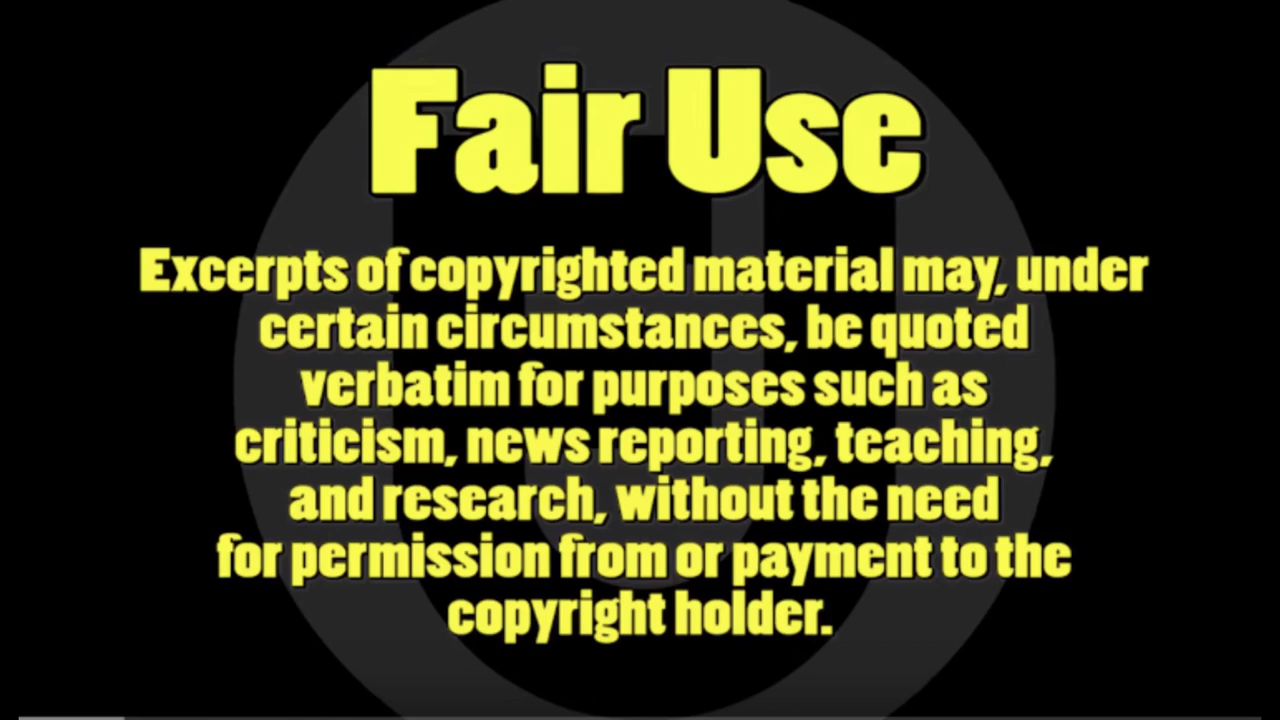 Fair Use
Excerpts of copyrighted material may, under
certain circumstances, be quoted
verbatim for purposes such as
criticism, news reporting, teaching,
and research, without the need
for permission from or payment to the
copyright holder.